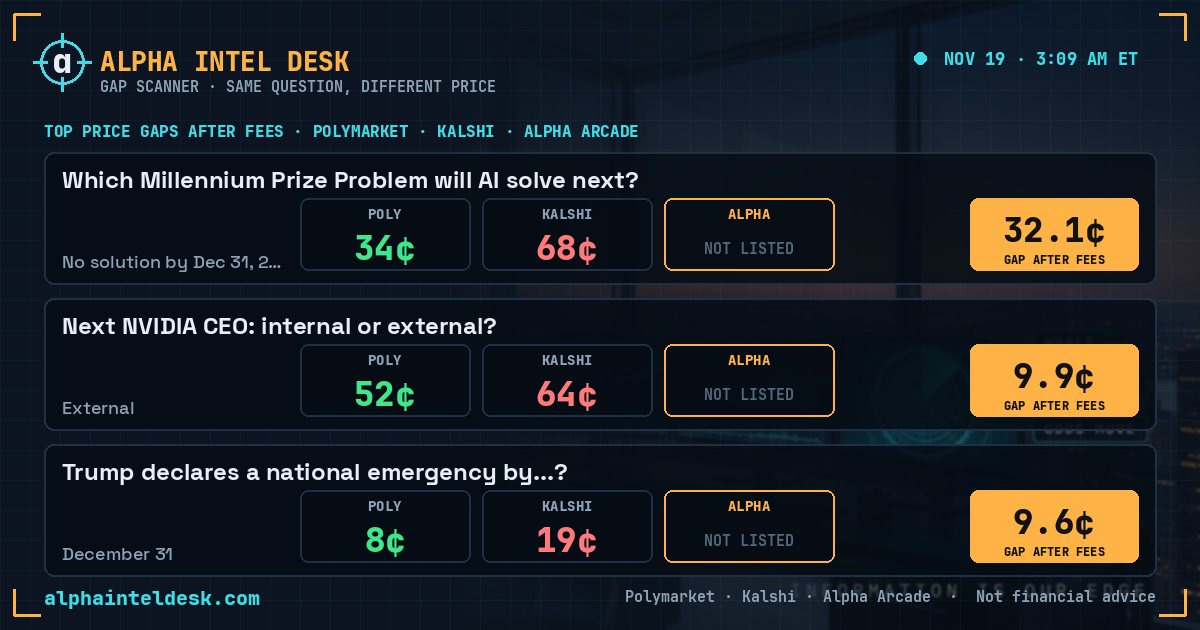 α
ALPHA INTEL DESK
GAP SCANNER · SAME QUESTION, DIFFERENT PRICE
NOV 19 · 3:09 AM ET
TOP PRICE GAPS AFTER FEES · POLYMARKET · KALSHI · ALPHA ARCADE
Which Millennium Prize Problem will AI solve next?
No solution by Dec 31, 2...
POLY
34¢
KALSHI
68¢
ALPHA
NOT LISTED
32.1¢
GAP AFTER FEES
Next NVIDIA CEO: internal or external?
External
POLY
52¢
KALSHI
64¢
ALPHA
NOT LISTED
9.9¢
GAP AFTER FEES
Trump declares a national emergency by...?
December 31
POLY
8¢
KALSHI
19¢
ALPHA
NOT LISTED
9.6¢
GAP AFTER FEES
INFORMATION IS OUR EDGE
alphainteldesk.com
Polymarket · Kalshi · Alpha Arcade · Not financial advice